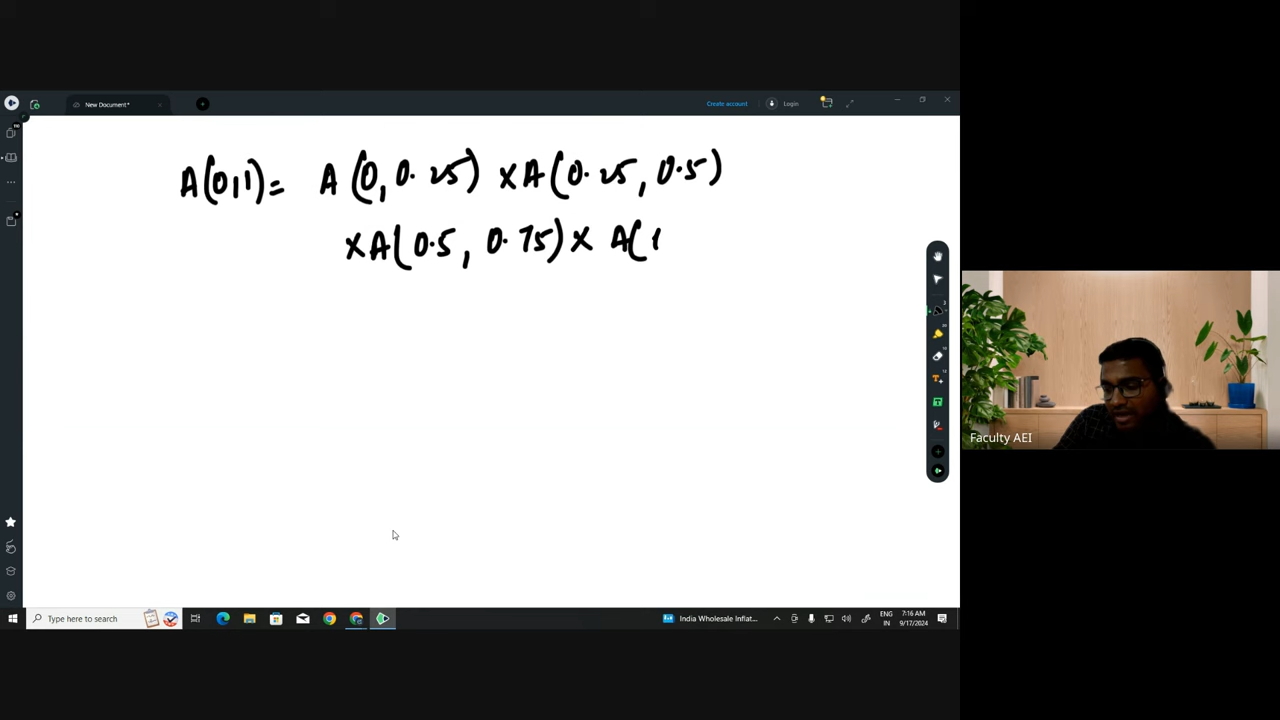 New Document*
Create account
Login
A(0,1)= A(0, 0.25) × A(0.25, 0.5)
× A(0.5, 0.75) × A(
Faculty AEI
Type here to search
India Wholesale Inflat...
ENG
IN
7:16 AM
9/17/2024